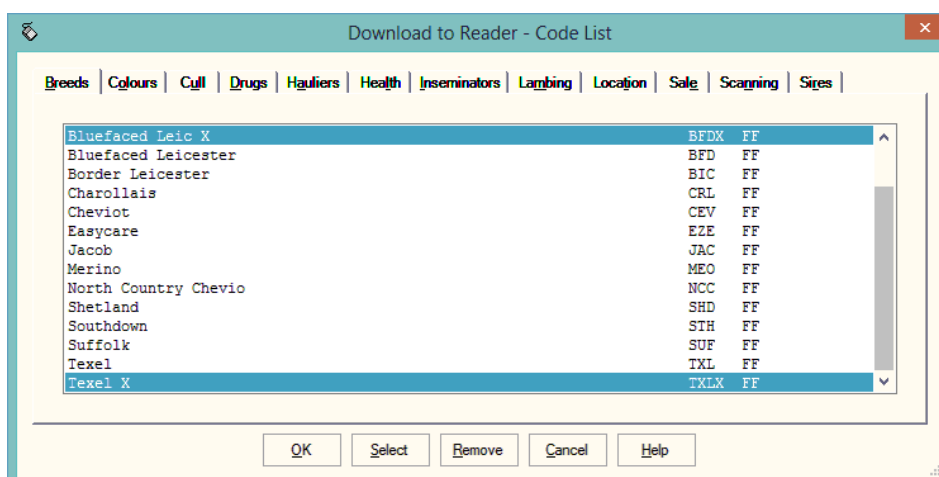 Download to Reader - Code List
Breeds Colours Cull Drugs Hauliers Health Inseminators Lambing Location Sale Scanning Sires
Bluefaced Leic X BFDX FF
Bluefaced Leicester BFD FF
Border Leicester BIC FF
Charollais CRL FF
Cheviot CEV FF
Easycare EZE FF
Jacob JAC FF
Merino MEO FF
North Country Chevio NCC FF
Shetland SHD FF
Southdown STH FF
Suffolk SUF FF
Texel TXL FF
Texel X TXLX FF
OK Select Remove Cancel Help